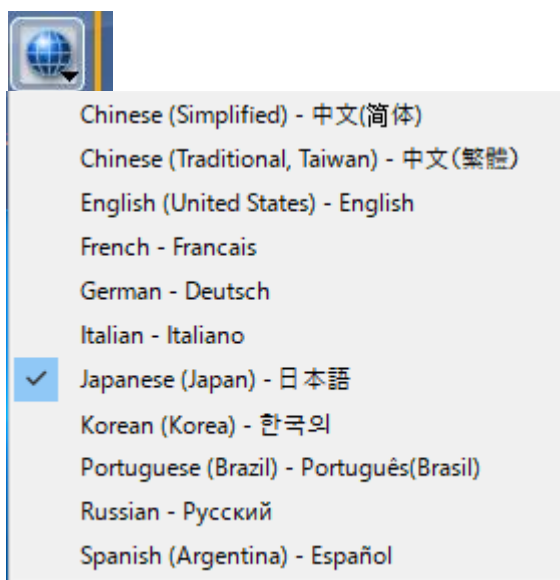 Chinese (Simplified) - 中文(简体)
Chinese (Traditional, Taiwan) - 中文(繁體)
English (United States) - English
French - Francais
German - Deutsch
Italian - Italiano
Japanese (Japan) - 日本語
Korean (Korea) - 한국의
Portuguese (Brazil) - Português(Brasil)
Russian - Русский
Spanish (Argentina) - Español